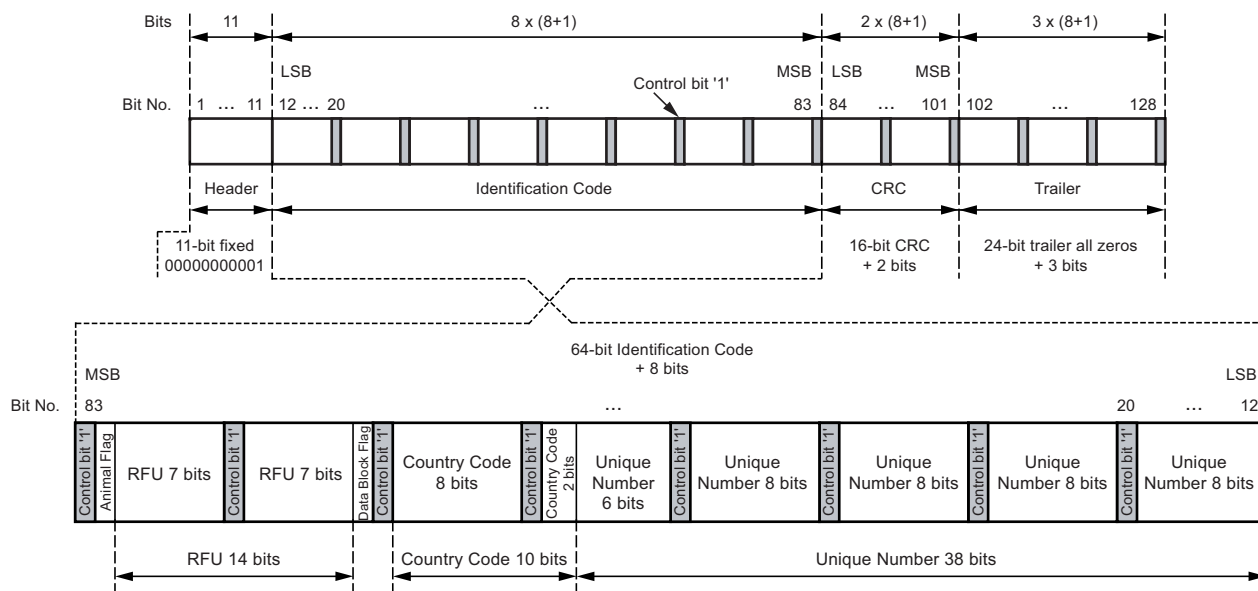 Bits 11 8 x (8+1) 2 x (8+1) 3 x (8+1)
LSB MSB LSB MSB
Control bit '1'
Bit No. 1 ... 11 12 ... 20 ... 83 84 ... 101 102 ... 128
Header Identification Code CRC Trailer
11-bit fixed
00000000001
16-bit CRC
+ 2 bits
24-bit trailer all zeros
+ 3 bits
64-bit Identification Code
+ 8 bits
MSB LSB
Bit No. 83 ... 20 ... 12
Control bit '1'
Animal Flag
RFU 7 bits
Control bit '1'
RFU 7 bits
Data Block Flag
Control bit '1'
Country Code
8 bits
Control bit '1'
Country Code
2 bits
Unique
Number
6 bits
Control bit '1'
Unique
Number 8 bits
Control bit '1'
Unique
Number 8 bits
Control bit '1'
Unique
Number 8 bits
Control bit '1'
Unique
Number 8 bits
RFU 14 bits Country Code 10 bits Unique Number 38 bits